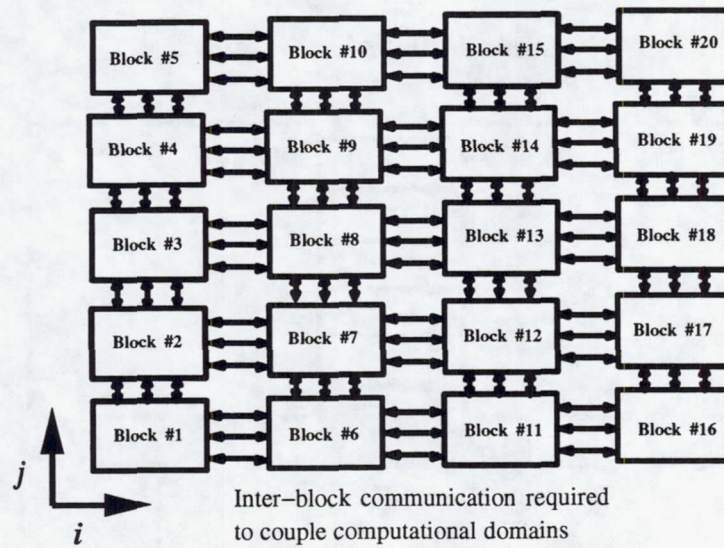 Block #5
Block #10
Block #15
Block #20
Block #4
Block #9
Block #14
Block #19
Block #3
Block #8
Block #13
Block #18
Block #2
Block #7
Block #12
Block #17
Block #1
Block #6
Block #11
Block #16
j
i
Inter–block communication required
to couple computational domains